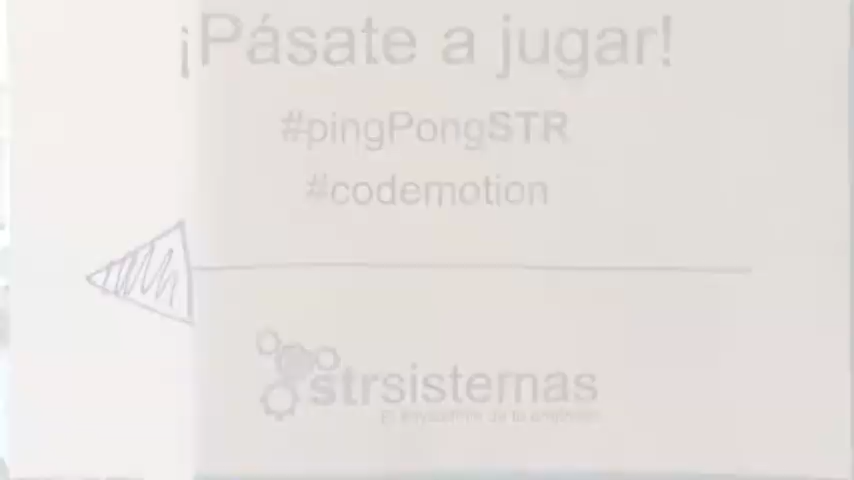 ¡Pásate a jugar!
#pingPongSTR
#codemotion
strsistemas